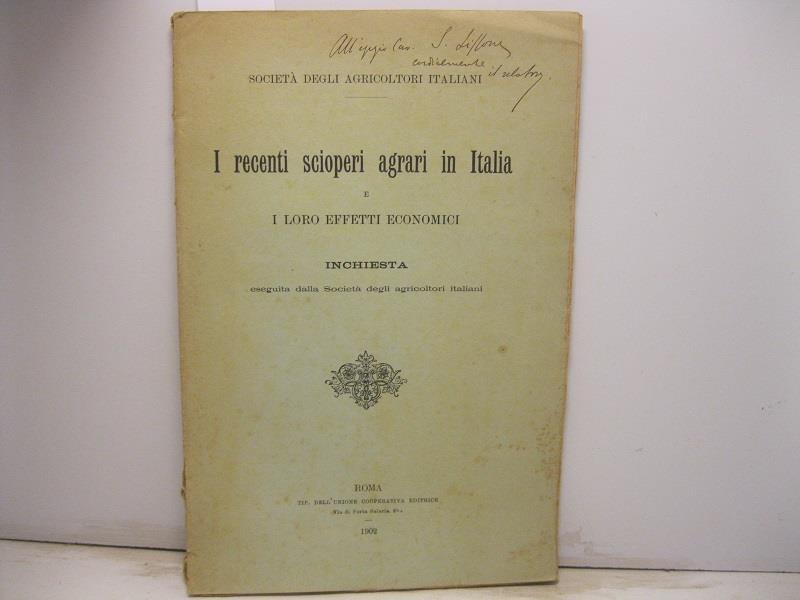 All'egregio Cav. S. Lissone
cordialmente
il relatore.
SOCIETÀ DEGLI AGRICOLTORI ITALIANI
I recenti scioperi agrari in Italia
E
I LORO EFFETTI ECONOMICI
INCHIESTA
eseguita dalla Società degli agricoltori italiani
ROMA
TIP. DELL'UNIONE COOPERATIVA EDITRICE
Via di Porta Salaria
1902